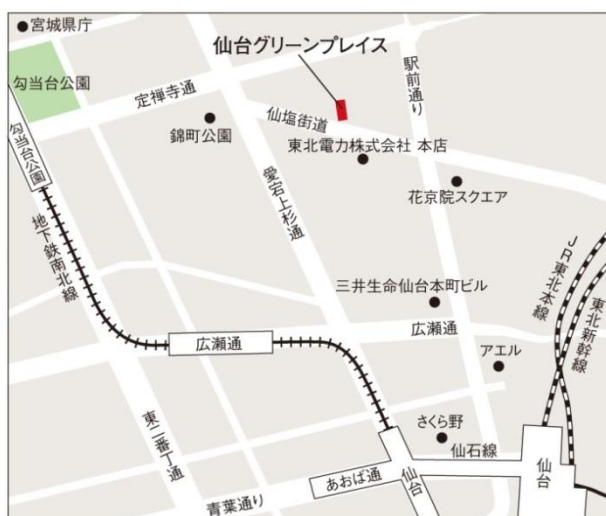 宮城県庁
仙台グリーンプレイス
勾当台公園
定禅寺通
駅前通り
仙塩街道
錦町公園
東北電力株式会社 本店
勾当台公園
花京院スクエア
愛宕上杉通
地下鉄南北線
JR東北本線
東北新幹線
三井生命仙台本町ビル
広瀬通
広瀬通
アエル
東二番丁通
さくら野
仙石線
仙台
仙台
あおば通
青葉通り